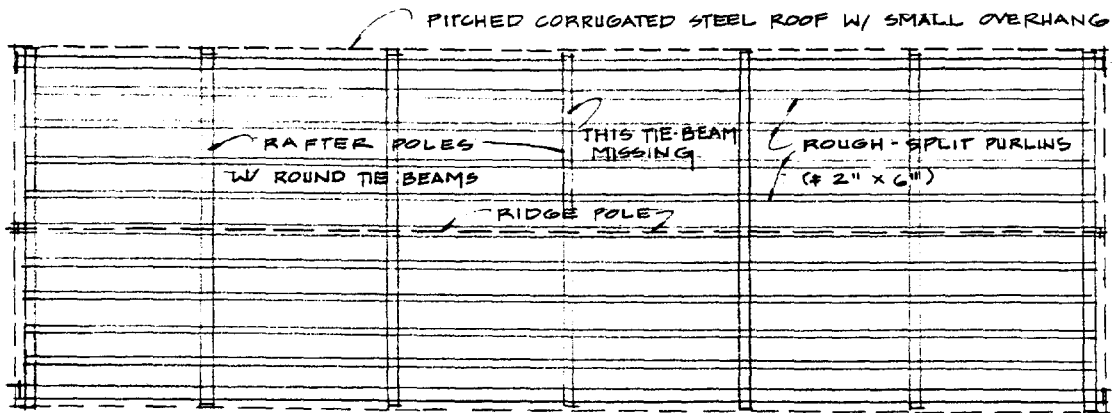 PITCHED CORRUGATED STEEL ROOF W/ SMALL OVERHANG
RAFTER POLES
W/ ROUND TIE BEAMS
THIS TIE-BEAM
MISSING
ROUGH-SPLIT PURLINS
(± 2" x 6")
RIDGE POLE